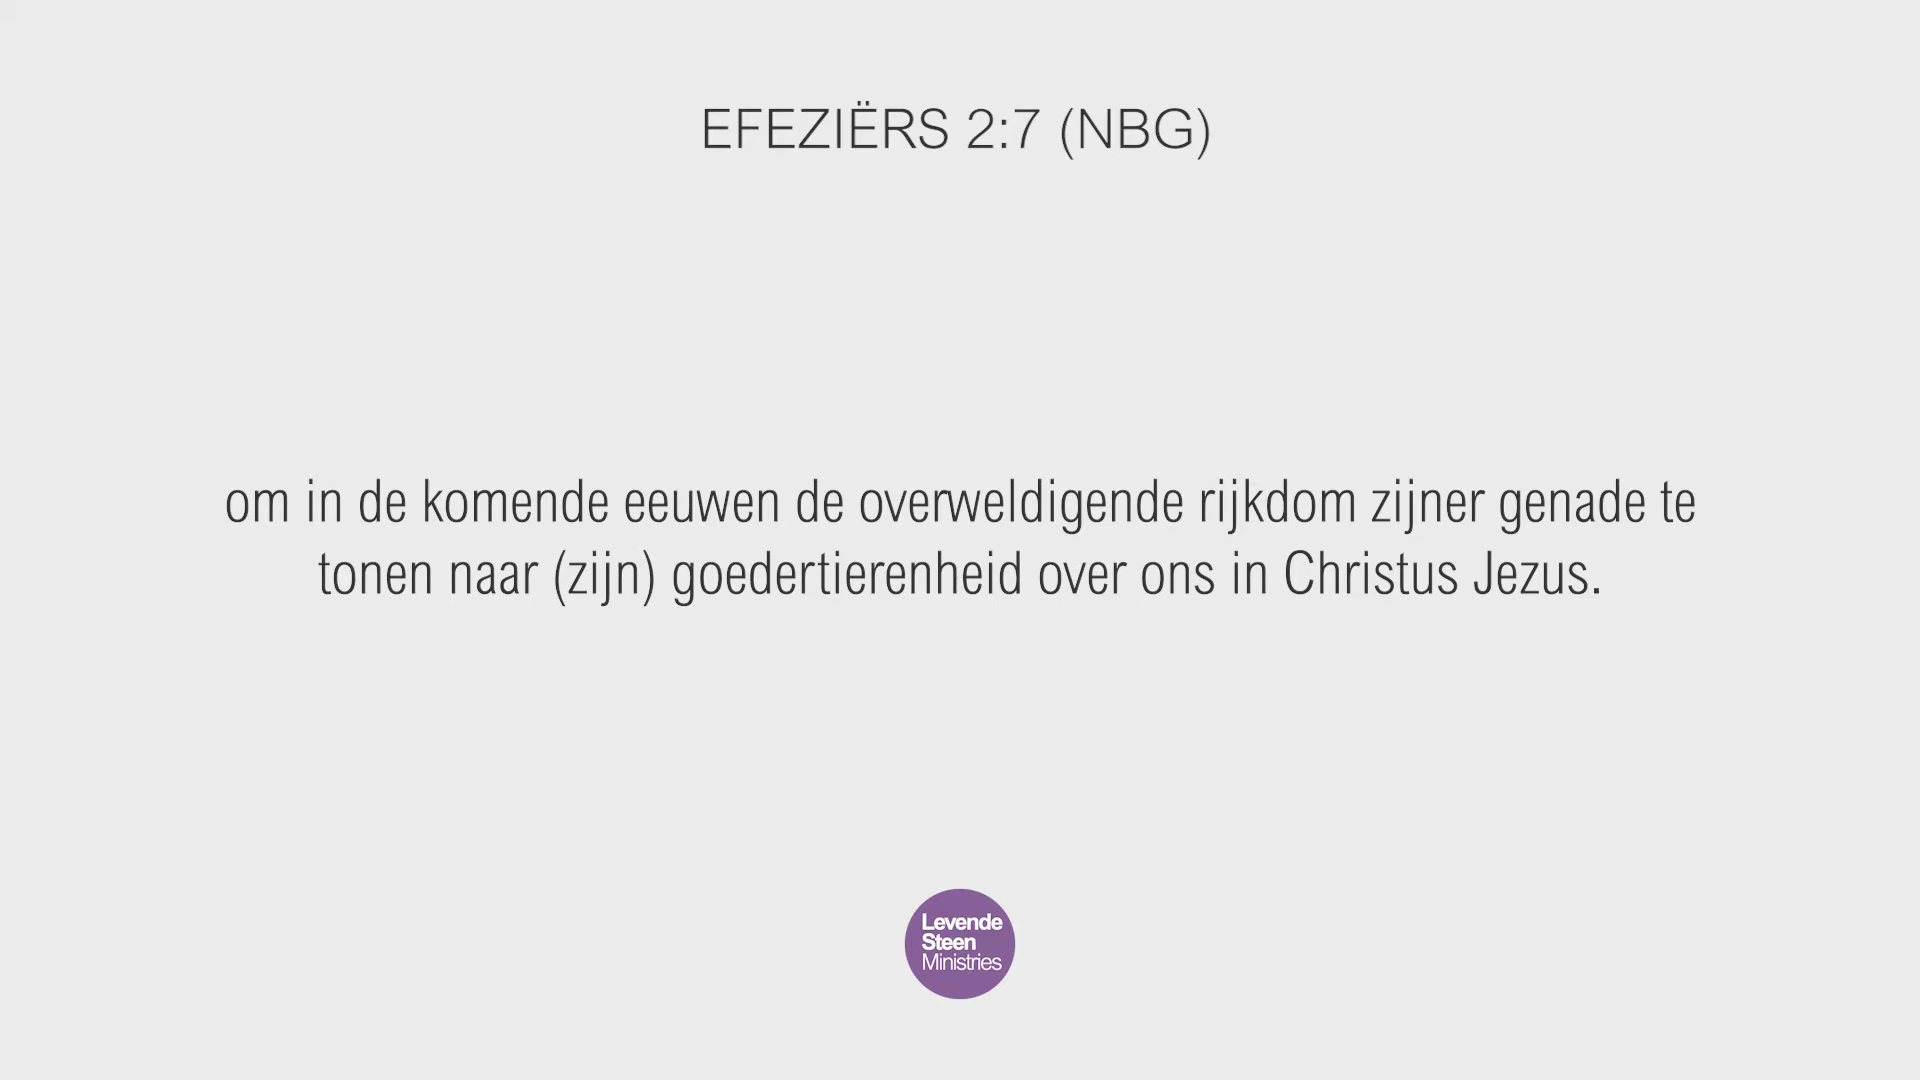 EFEZIËRS 2:7 (NBG)
om in de komende eeuwen de overweldigende rijkdom zijner genade te
tonen naar (zijn) goedertierenheid over ons in Christus Jezus.
Levende
Steen
Ministries